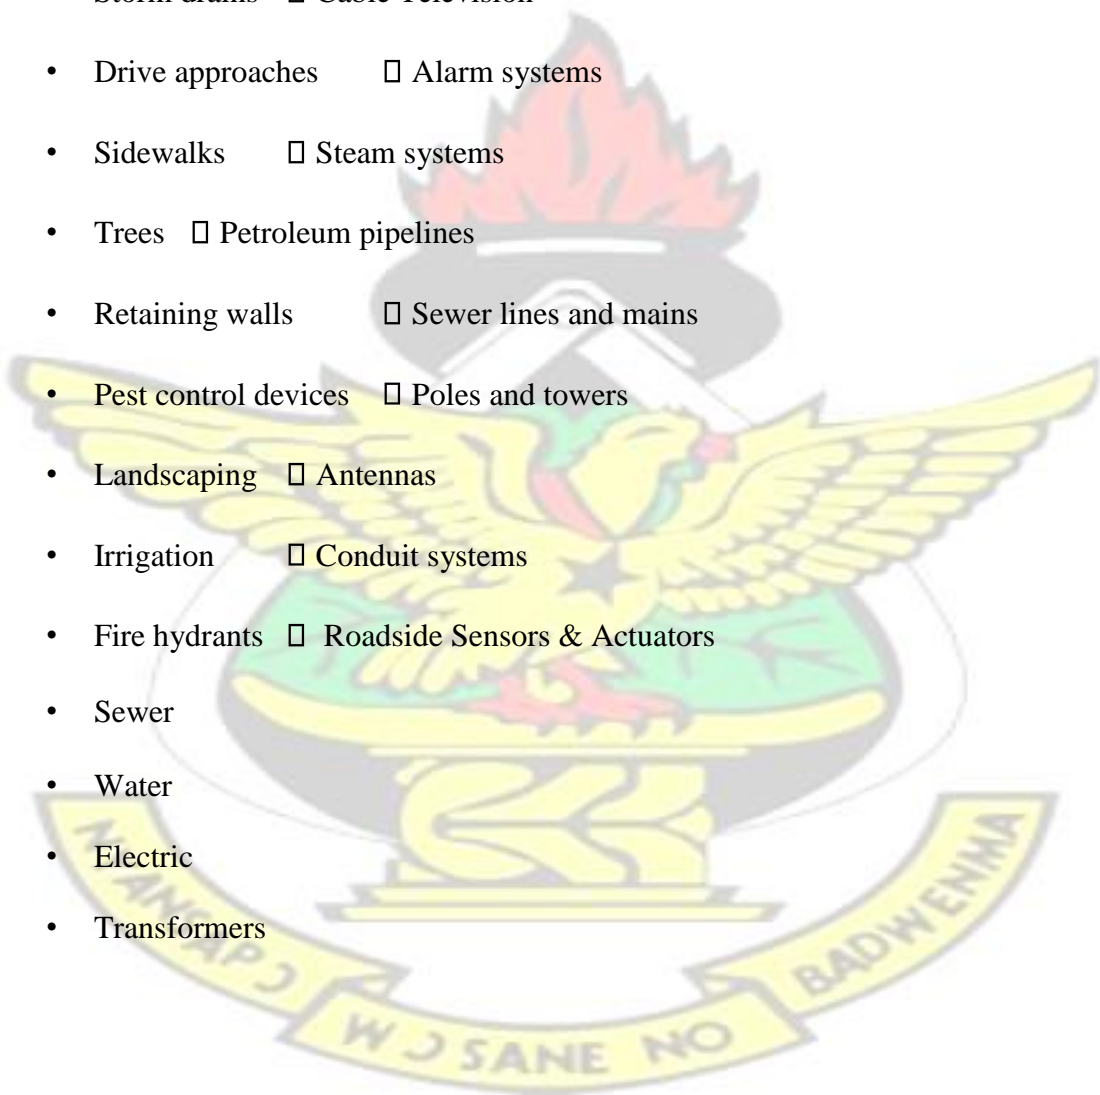 Storm drains □ Cable Television
• Drive approaches □ Alarm systems
• Sidewalks □ Steam systems
• Trees □ Petroleum pipelines
• Retaining walls □ Sewer lines and mains
• Pest control devices □ Poles and towers
• Landscaping □ Antennas
• Irrigation □ Conduit systems
• Fire hydrants □ Roadside Sensors & Actuators
• Sewer
• Water
• Electric
• Transformers
NYANSAPƆ WƆSANE NO BADWENMA